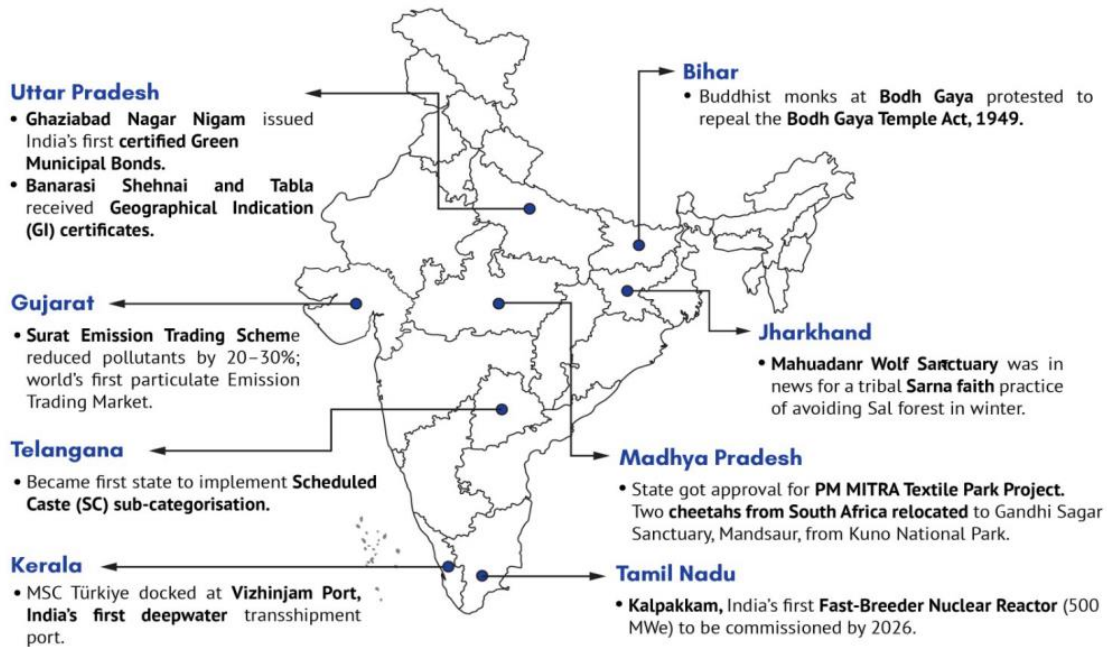 Uttar Pradesh
• Ghaziabad Nagar Nigam issued
India's first certified Green
Municipal Bonds.
• Banarasi Shehnai and Tabla
received Geographical Indication
(GI) certificates.
Bihar
• Buddhist monks at Bodh Gaya protested to
repeal the Bodh Gaya Temple Act, 1949.
Gujarat
• Surat Emission Trading Scheme
reduced pollutants by 20–30%;
world's first particulate Emission
Trading Market.
Jharkhand
• Mahuadanr Wolf Sanctuary was in
news for a tribal Sarna faith practice
of avoiding Sal forest in winter.
Telangana
• Became first state to implement Scheduled
Caste (SC) sub-categorisation.
Madhya Pradesh
• State got approval for PM MITRA Textile Park Project.
Two cheetahs from South Africa relocated to Gandhi Sagar
Sanctuary, Mandsaur, from Kuno National Park.
Kerala
• MSC Türkiye docked at Vizhinjam Port,
India's first deepwater transshipment
port.
Tamil Nadu
• Kalpakkam, India's first Fast-Breeder Nuclear Reactor (500
MWe) to be commissioned by 2026.